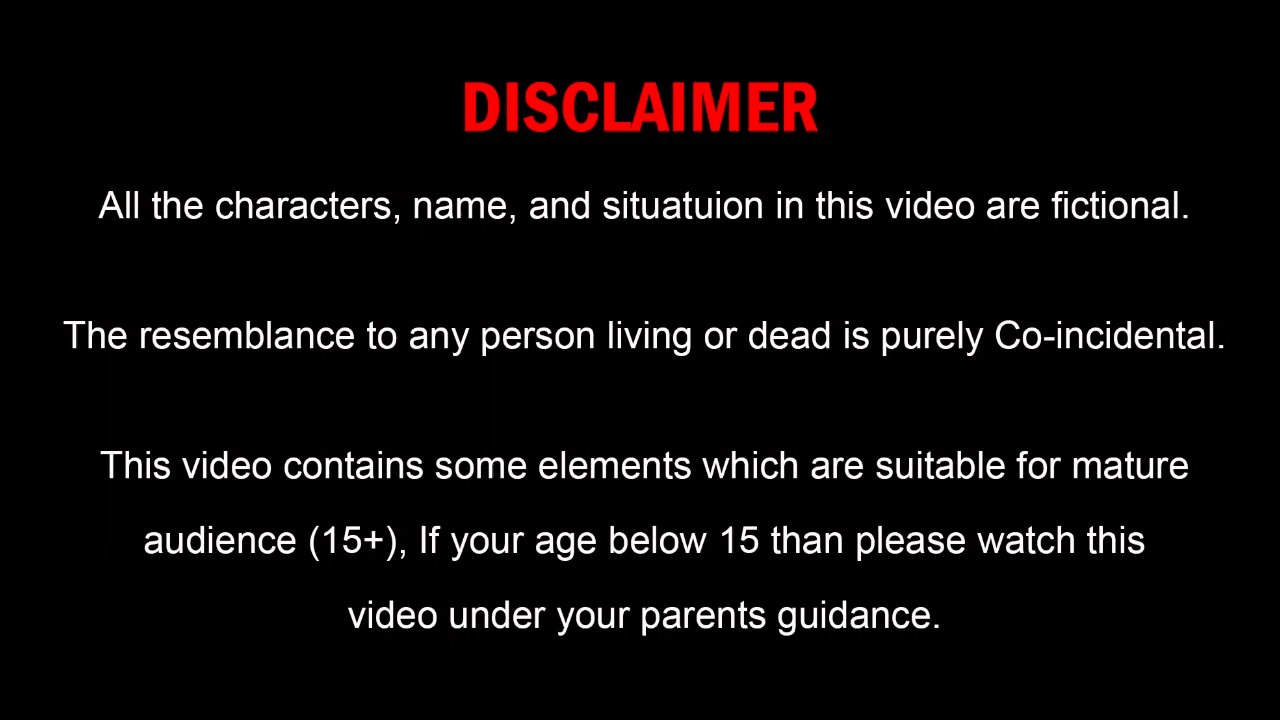 DISCLAIMER
All the characters, name, and situatuion in this video are fictional.
The resemblance to any person living or dead is purely Co-incidental.
This video contains some elements which are suitable for mature
audience (15+), If your age below 15 than please watch this
video under your parents guidance.